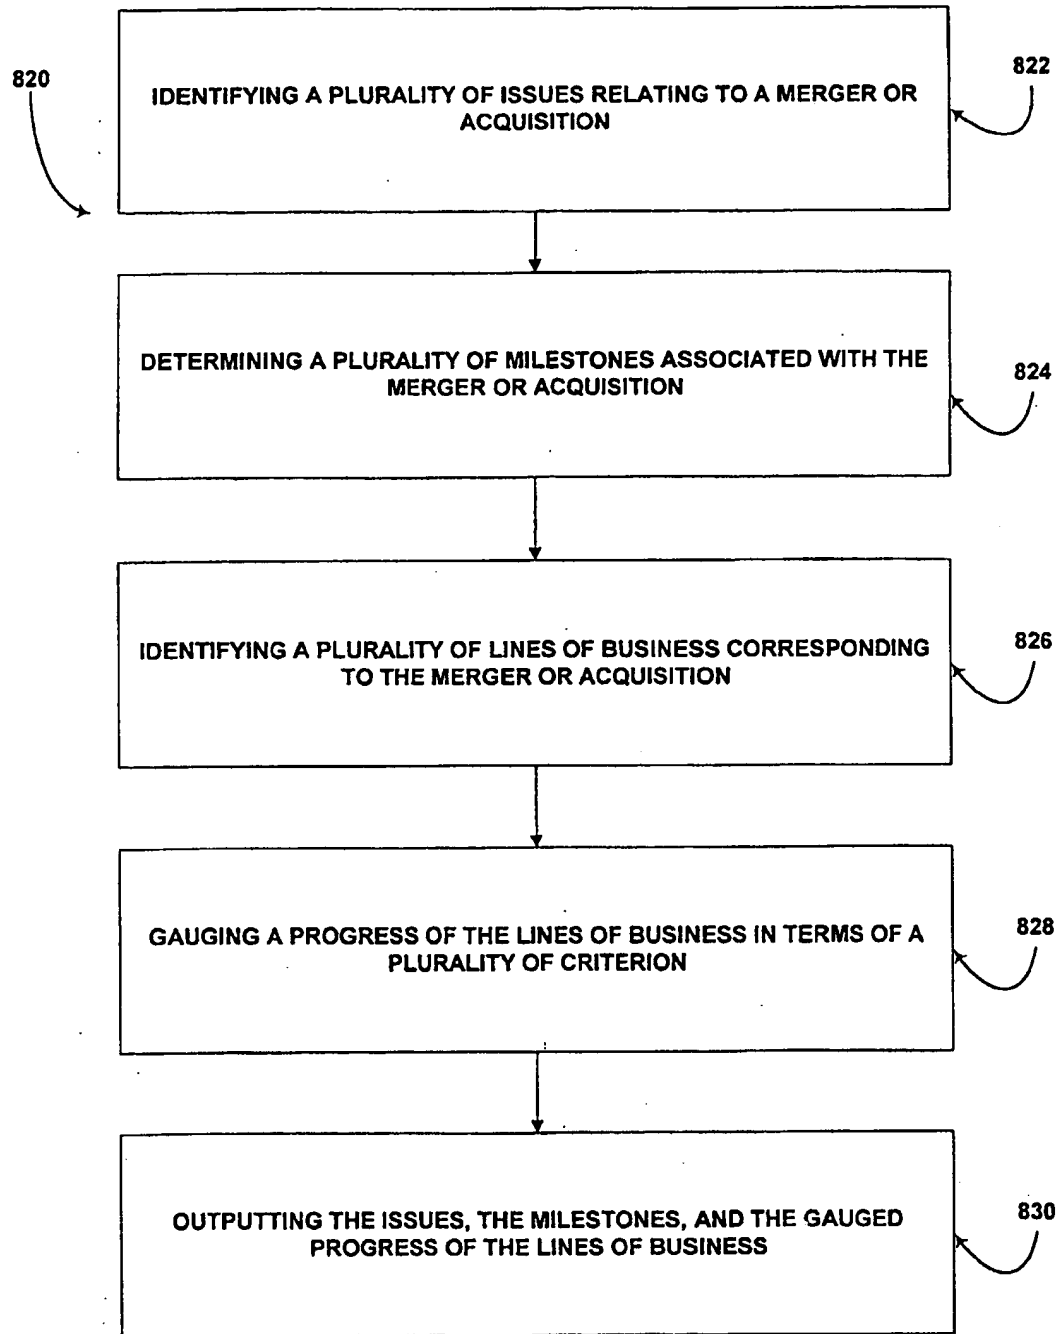 820
822
IDENTIFYING A PLURALITY OF ISSUES RELATING TO A MERGER OR
ACQUISITION
824
DETERMINING A PLURALITY OF MILESTONES ASSOCIATED WITH THE
MERGER OR ACQUISITION
826
IDENTIFYING A PLURALITY OF LINES OF BUSINESS CORRESPONDING
TO THE MERGER OR ACQUISITION
828
GAUGING A PROGRESS OF THE LINES OF BUSINESS IN TERMS OF A
PLURALITY OF CRITERION
830
OUTPUTTING THE ISSUES, THE MILESTONES, AND THE GAUGED
PROGRESS OF THE LINES OF BUSINESS